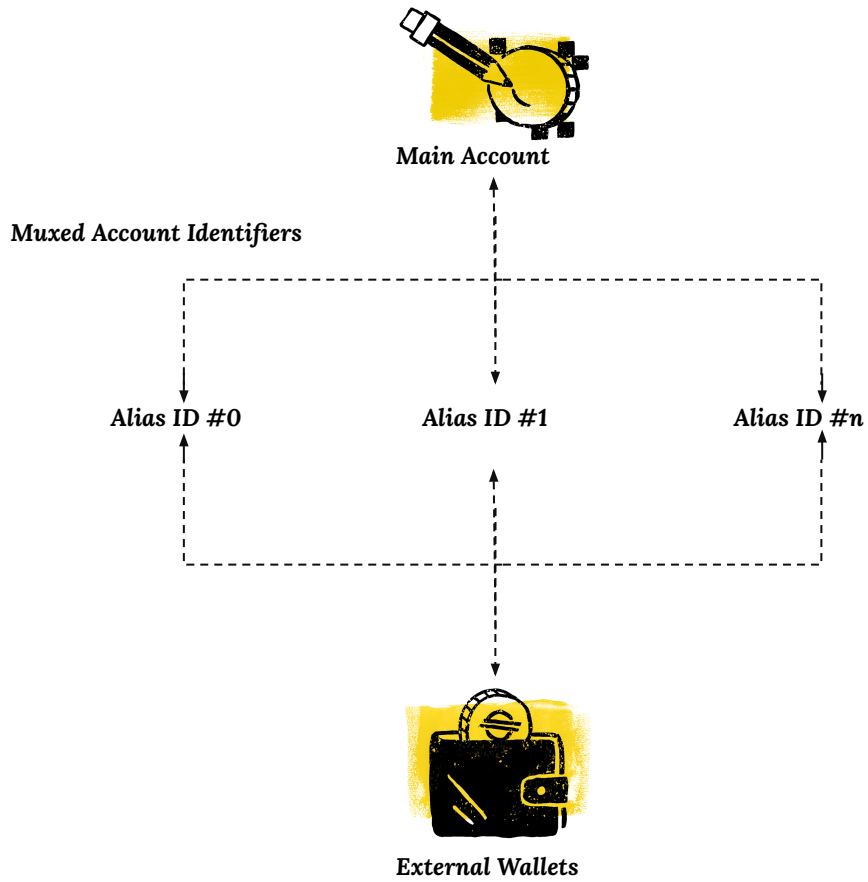 Main Account
Muxed Account Identifiers
Alias ID #0
Alias ID #1
Alias ID #n
External Wallets